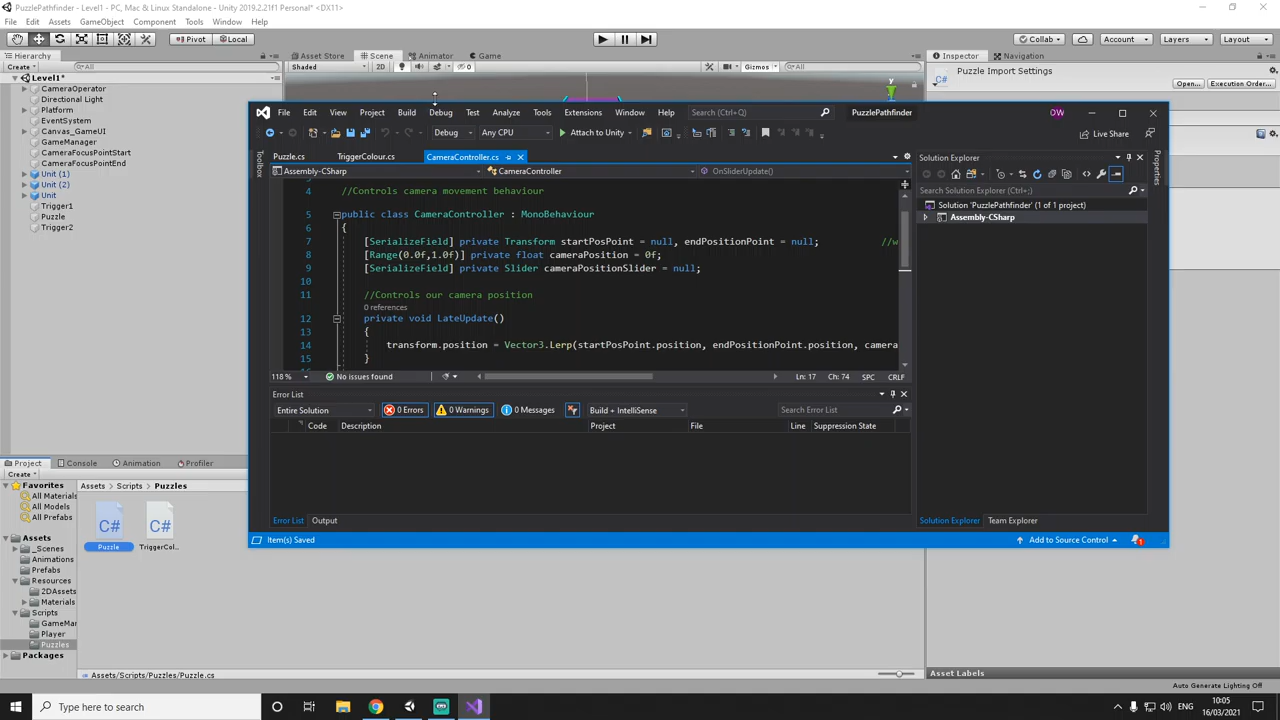 PuzzlePathfinder - Level1 - PC, Mac & Linux Standalone - Unity 2019.2.21f1 Personal* <DX11>
File Edit Assets GameObject Component Tools Window Help
Pivot Local Collab Account Layers Layout
Hierarchy Asset Store Scene Animator Game Inspector Navigation
Create All Shaded 2D 0 Gizmos All Puzzle Import Settings
Level1*
Open... Execution Order...
CameraOperator
Directional Light
Platform
EventSystem
Canvas_GameUI
GameManager
CameraFocusPointStart
CameraFocusPointEnd
Unit (1)
Unit (2)
Unit
Trigger1
Puzzle
Trigger2
y
File Edit View Project Build Debug Test Analyze Tools Extensions Window Help Search (Ctrl+;) PuzzlePathfinder OW
Debug Any CPU Attach to Unity Live Share
Toolbox
Puzzle.cs TriggerColour.cs CameraController.cs
Assembly-CSharp CameraController OnSliderUpdate()
4 //Controls camera movement behaviour
5 public class CameraController : MonoBehaviour
6 {
7 [SerializeField] private Transform startPosPoint = null, endPositionPoint = null; //w
8 [Range(0.0f,1.0f)] private float cameraPosition = 0f;
9 [SerializeField] private Slider cameraPositionSlider = null;
10
11 //Controls our camera position
0 references
12 private void LateUpdate()
13 {
14 transform.position = Vector3.Lerp(startPosPoint.position, endPositionPoint.position, camera
15 }
118 % No issues found Ln: 17 Ch: 74 SPC CRLF
Error List
Entire Solution 0 Errors 0 Warnings 0 Messages Build + IntelliSense Search Error List
Code Description Project File Line Suppression State
Error List Output
Item(s) Saved
Solution Explorer
Search Solution Explorer (Ctrl+;)
Solution 'PuzzlePathfinder' (1 of 1 project)
Assembly-CSharp
Solution Explorer Team Explorer
Add to Source Control 1
Properties
Project Console Animation Profiler
Create
Favorites
All Materials
All Models
All Prefabs
Assets
_Scenes
Animations
Prefabs
Resources
2DAssets
Materials
Scripts
GameMa
Player
Puzzles
Packages
Assets Scripts Puzzles
C# C#
Puzzle TriggerCol...
Assets/Scripts/Puzzles/Puzzle.cs
Asset Labels
Auto Generate Lighting Off
Type here to search
ENG 10:05
16/03/2021